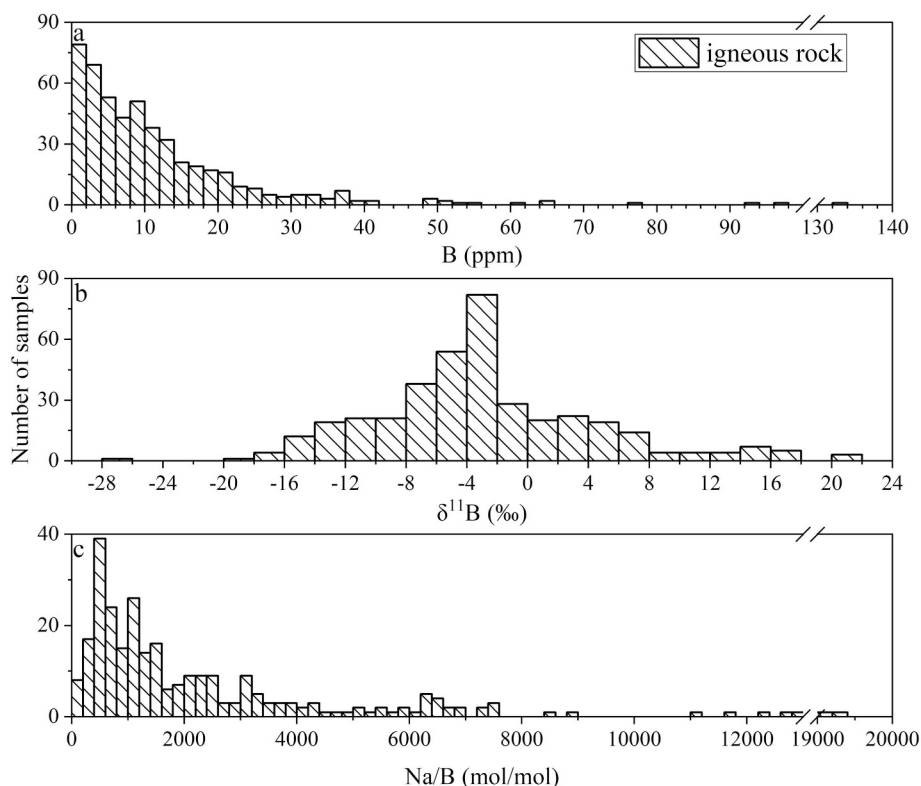 a
igneous rock
90
60
30
0
0 10 20 30 40 50 60 70 80 90 100 130 140
B (ppm)
b
Number of samples
90
60
30
0
-28 -24 -20 -16 -12 -8 -4 0 4 8 12 16 20 24
δ¹¹B (‰)
c
40
20
0
0 2000 4000 6000 8000 10000 12000 19000 20000
Na/B (mol/mol)